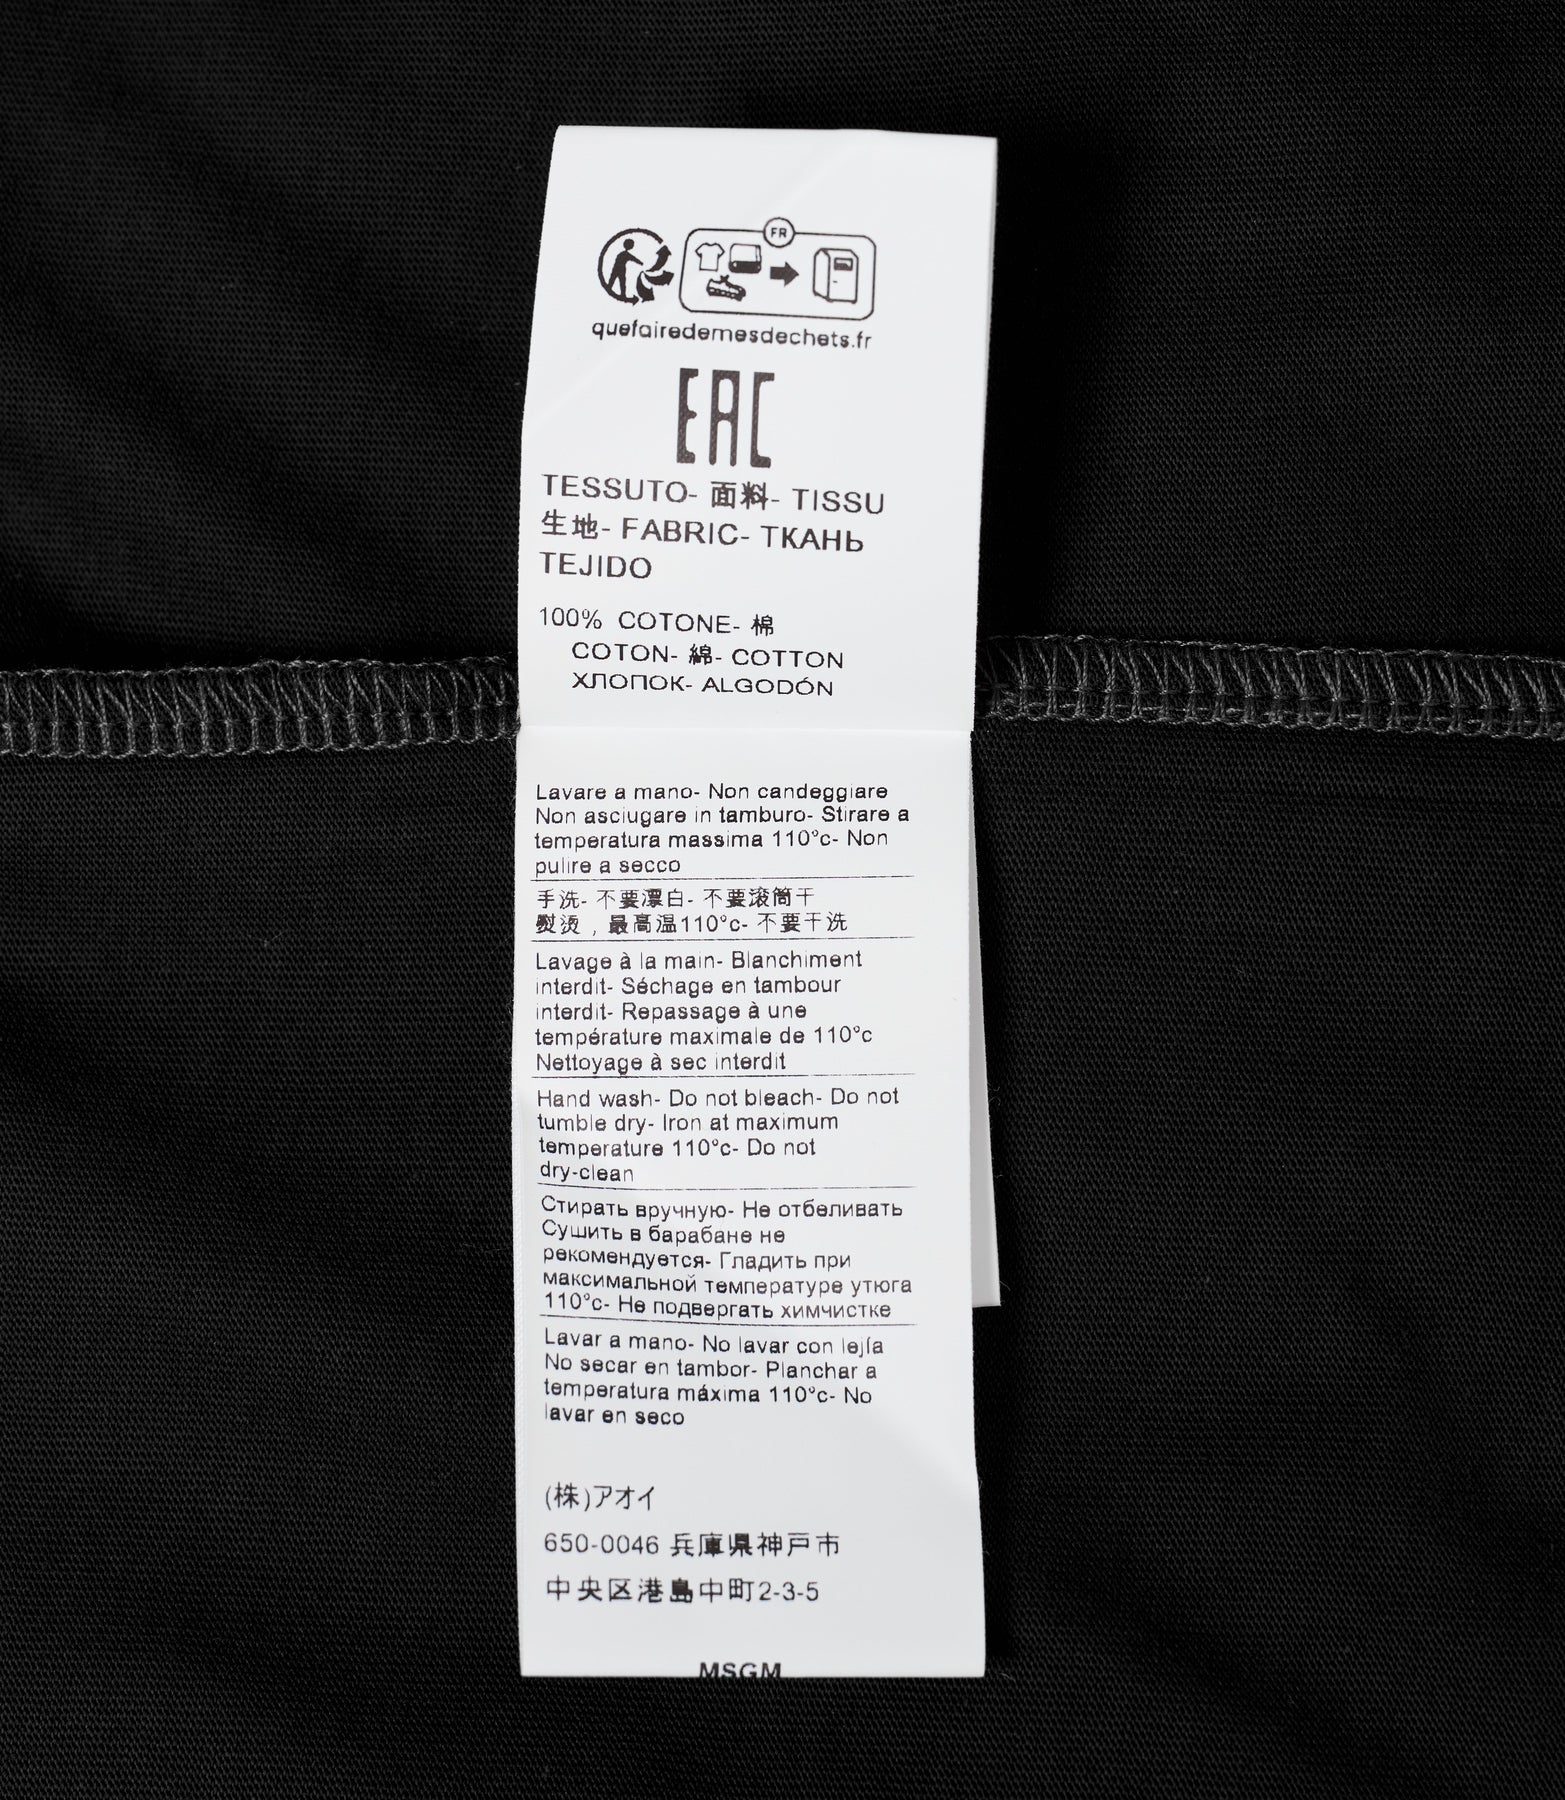 FR
quefairedemesdechets.fr
EAC
TESSUTO- 面料- TISSU
生地- FABRIC- ТКАНЬ
TEJIDO
100% COTONE- 棉
COTON- 綿- COTTON
ХЛОПОК- ALGODÓN
Lavare a mano- Non candeggiare
Non asciugare in tamburo- Stirare a
temperatura massima 110°c- Non
pulire a secco
手洗- 不要漂白- 不要滚筒干
熨烫，最高温110°c- 不要干洗
Lavage à la main- Blanchiment
interdit- Séchage en tambour
interdit- Repassage à une
température maximale de 110°c
Nettoyage à sec interdit
Hand wash- Do not bleach- Do not
tumble dry- Iron at maximum
temperature 110°c- Do not
dry-clean
Стирать вручную- Не отбеливать
Сушить в барабане не
рекомендуется- Гладить при
максимальной температуре утюга
110°c- Не подвергать химчистке
Lavar a mano- No lavar con lejía
No secar en tambor- Planchar a
temperatura máxima 110°c- No
lavar en seco
(株)アオイ
650-0046 兵庫県神戸市
中央区港島中町2-3-5
MSGM